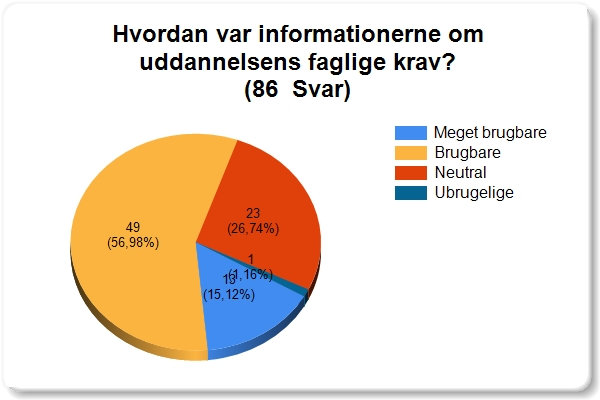 Hvordan var informationerne om
uddannelsens faglige krav?
(86 Svar)
Meget brugbare
Brugbare
Neutral
Ubrugelige
49
(56,98%)
23
(26,74%)
1
(1,16%)
13
(15,12%)